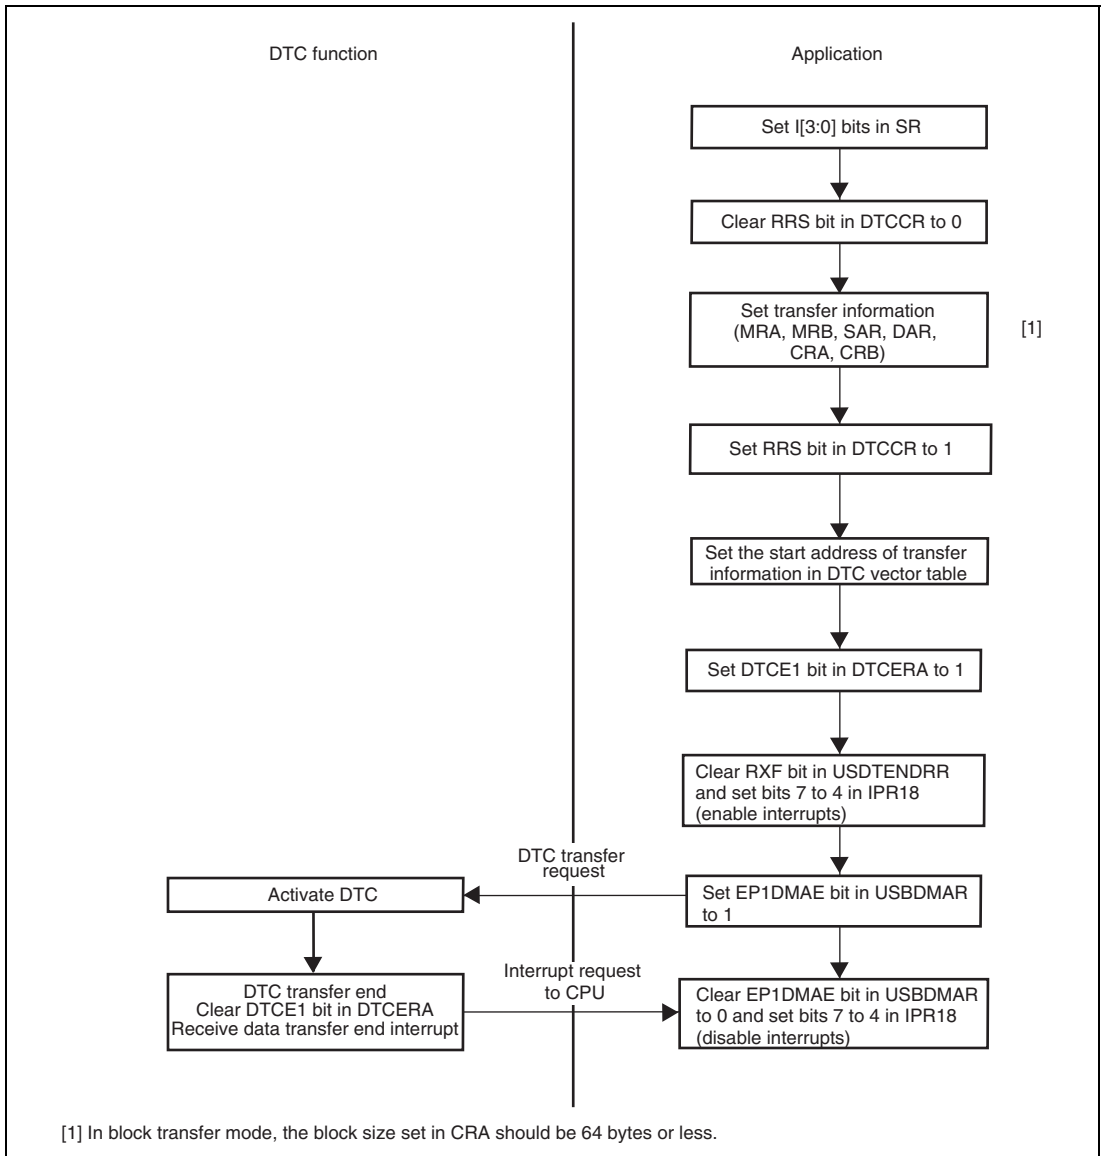 DTC function
Application
Set I[3:0] bits in SR
Clear RRS bit in DTCCR to 0
Set transfer information
(MRA, MRB, SAR, DAR,
CRA, CRB)
[1]
Set RRS bit in DTCCR to 1
Set the start address of transfer
information in DTC vector table
Set DTCE1 bit in DTCERA to 1
Clear RXF bit in USDTENDRR
and set bits 7 to 4 in IPR18
(enable interrupts)
DTC transfer
request
Activate DTC
Set EP1DMAE bit in USBDMAR
to 1
DTC transfer end
Clear DTCE1 bit in DTCERA
Receive data transfer end interrupt
Interrupt request
to CPU
Clear EP1DMAE bit in USBDMAR
to 0 and set bits 7 to 4 in IPR18
(disable interrupts)
[1] In block transfer mode, the block size set in CRA should be 64 bytes or less.